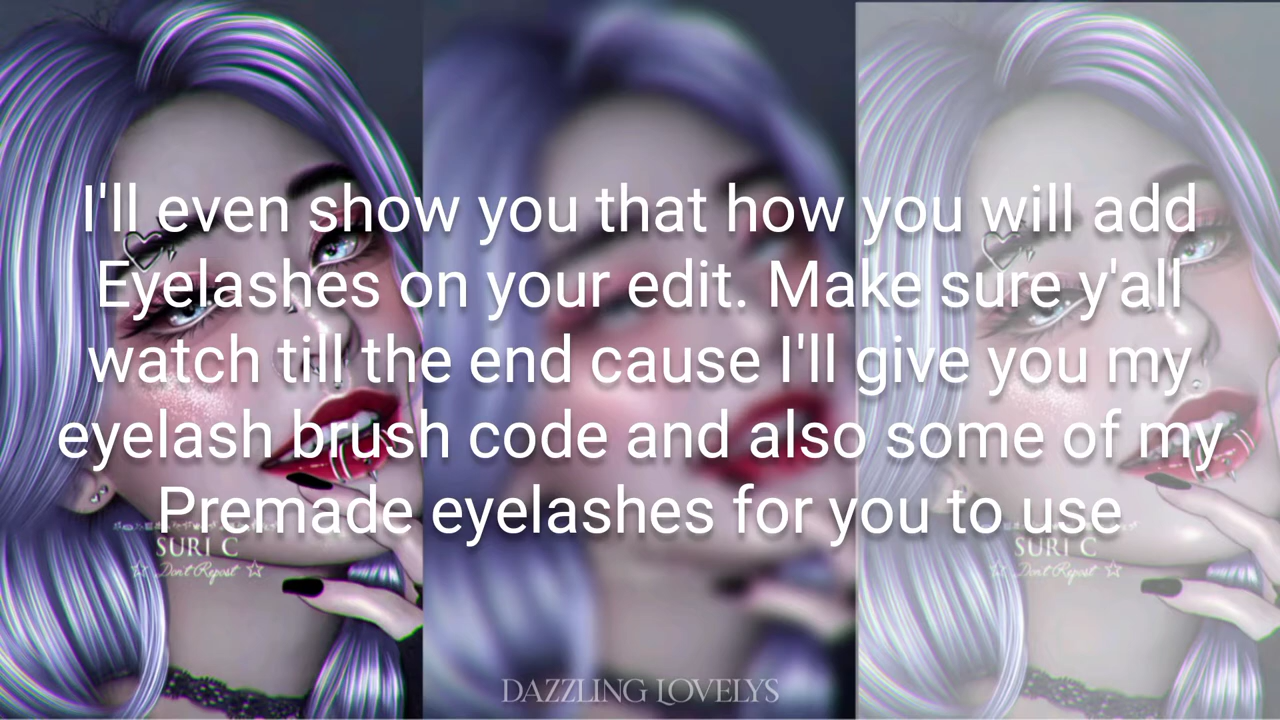 I'll even show you that how you will add
Eyelashes on your edit. Make sure y'all
watch till the end cause I'll give you my
eyelash brush code and also some of my
Premade eyelashes for you to use
SURI C
☆ Don't Repost ☆
SURI C
☆ Don't Repost ☆
DAZZLING LOVELYS